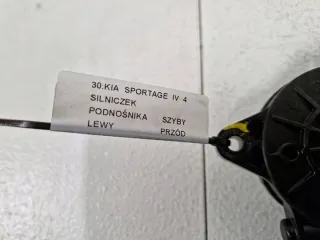 30.KIA SPORTAGE IV 4
SILNICZEK
PODNOŚNIKA SZYBY
LEWY PRZÓD